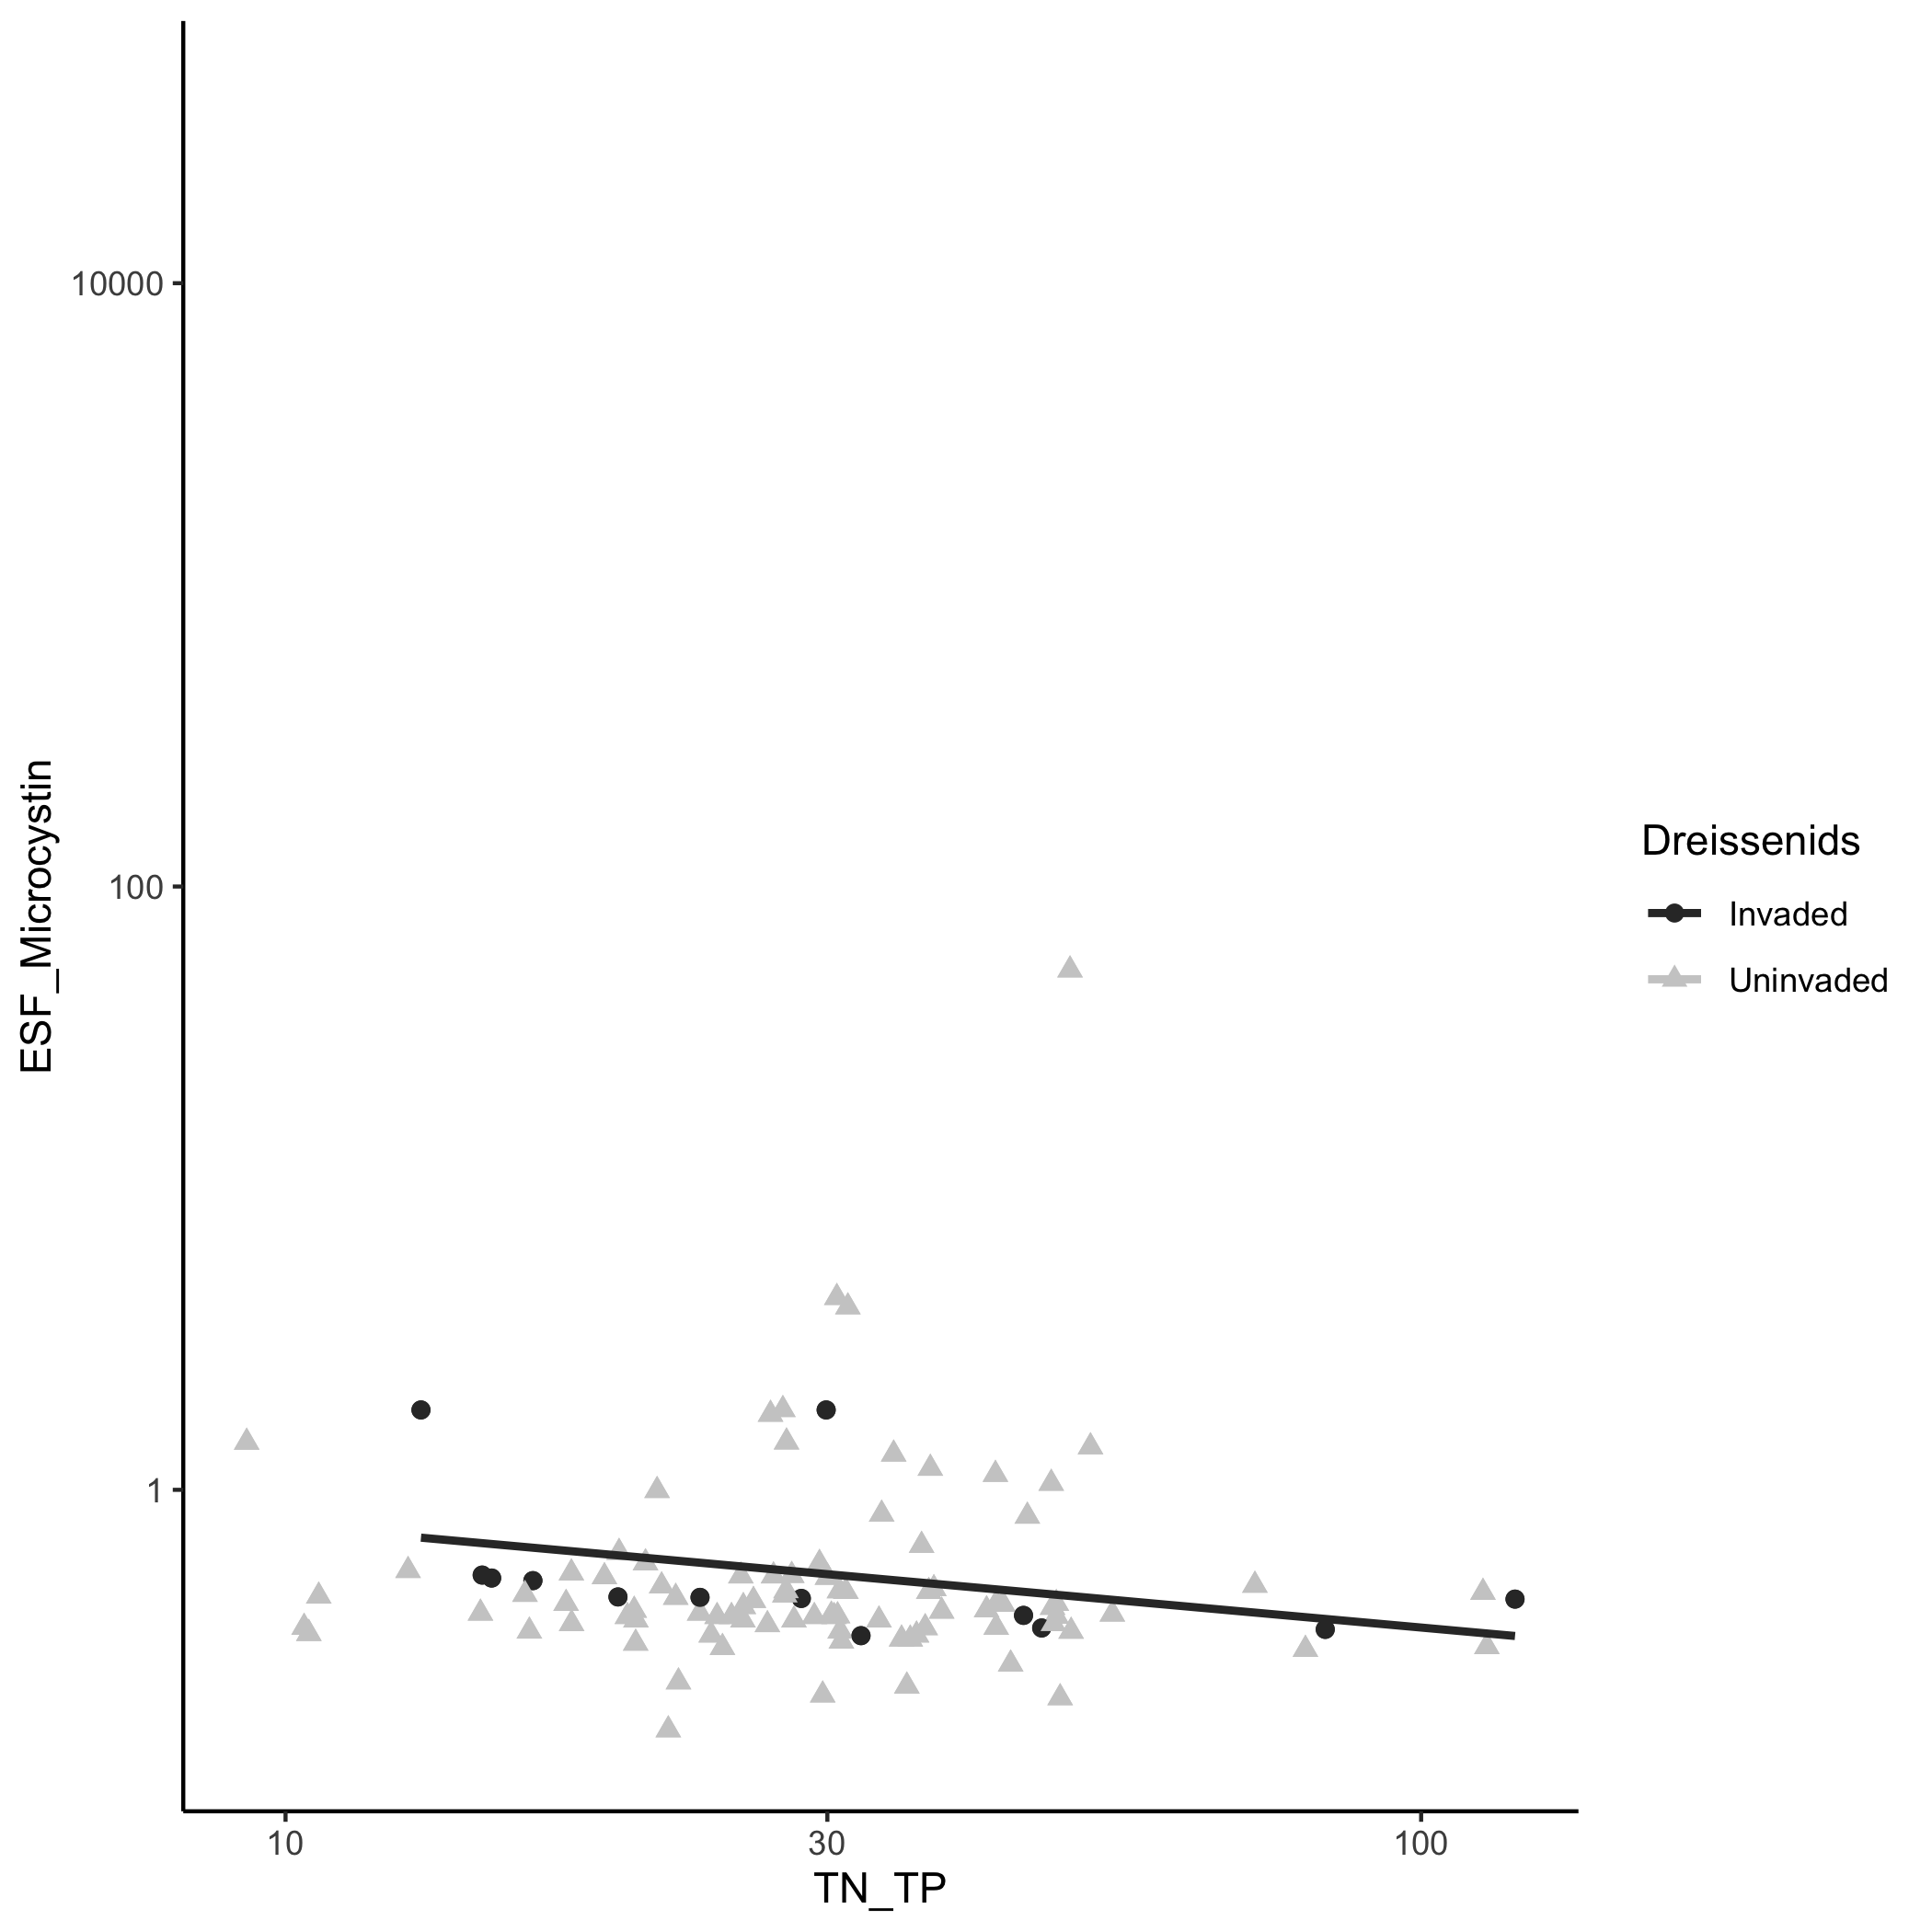 10000
100
1
ESF_Microcystin
10
30
100
TN_TP
Dreissenids
Invaded
Uninvaded